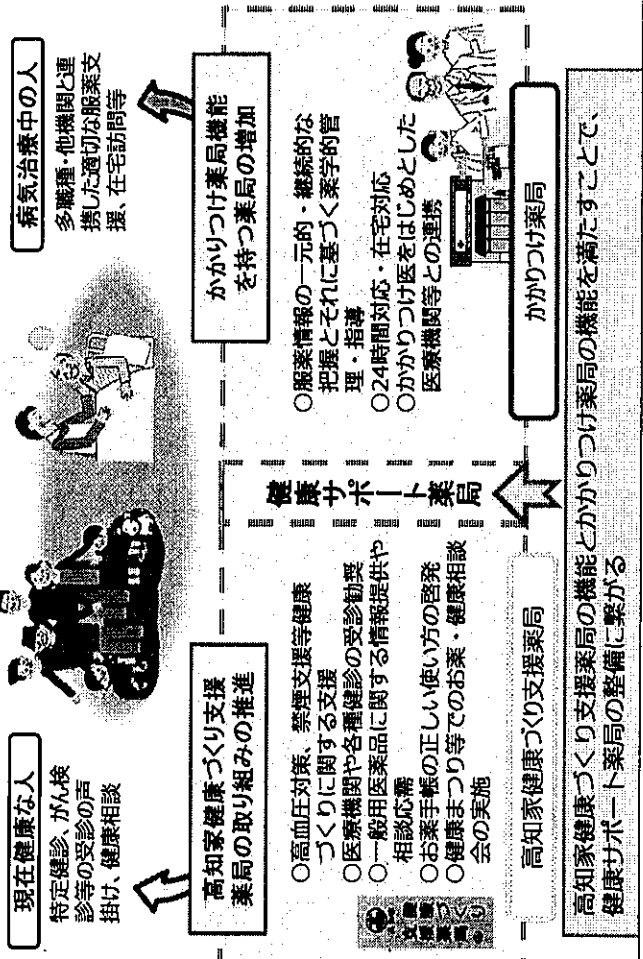 現在健康な人
特定健診、がん検
診等の受診の声
掛け、健康相談
病気治療中の人
多職種・他機関と連
携した適切な服薬支
援、在宅訪問等
高知家健康づくり支援
薬局の取り組みの推進
かかりつけ薬局機能
を持つ薬局の増加
○高血圧対策、禁煙支援等健康
づくりに関する支援
○医療機関や各種健診の受診勧奨
○一般用医薬品に関する情報提供や
相談応需
○お薬手帳の正しい使い方の啓発
○健康まつり等でのお薬・健康相談
会の実施
健康サポート薬局
○服薬情報の一元的・継続的な
把握とそれに基づく薬学的管
理・指導
○24時間対応・在宅対応
○かかりつけ医をはじめとした
医療機関等との連携
高知家健康づくり支援薬局
かかりつけ薬局
高知家健康づくり支援薬局の機能とかかりつけ薬局の機能を満たすことで、
健康サポート薬局の整備に繋がる